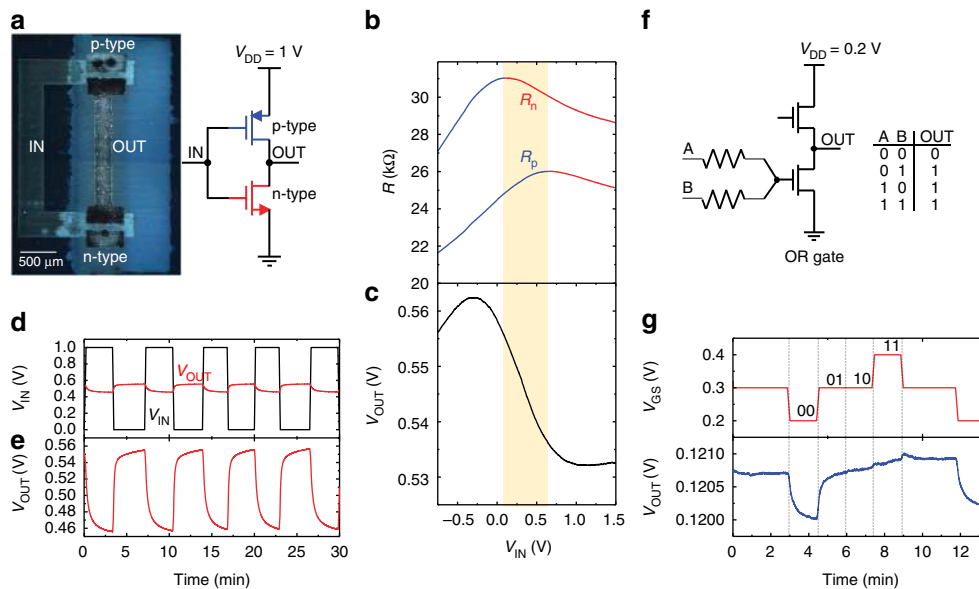 a
p-type
IN
OUT
500 μm
n-type
V_DD = 1 V
p-type
IN
OUT
n-type
b
R (kΩ)
30
28
26
24
22
20
R_n
R_p
c
V_OUT (V)
0.56
0.55
0.54
0.53
−0.5 0.0 0.5 1.0 1.5
V_IN (V)
d
V_IN (V)
1.0
0.8
0.6
0.4
0.2
0.0
V_OUT
V_IN
e
V_OUT (V)
0.56
0.54
0.52
0.50
0.48
0.46
0 5 10 15 20 25 30
Time (min)
f
V_DD = 0.2 V
OUT
A
B
A B OUT
0 0 0
0 1 1
1 0 1
1 1 1
OR gate
g
V_GS (V)
0.4
0.3
0.2
00
01
10
11
V_OUT (V)
0.1210
0.1205
0.1200
0 2 4 6 8 10 12
Time (min)